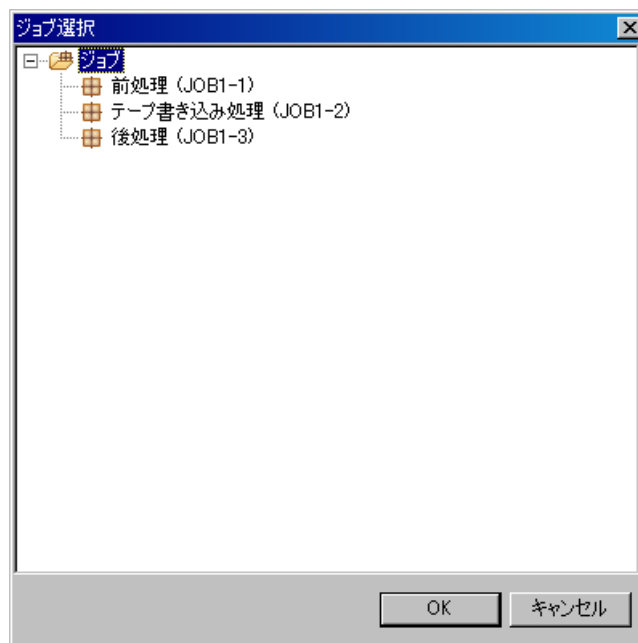 ジョブ選択
ジョブ
前処理 (JOB1-1)
テープ書き込み処理 (JOB1-2)
後処理 (JOB1-3)
OK キャンセル